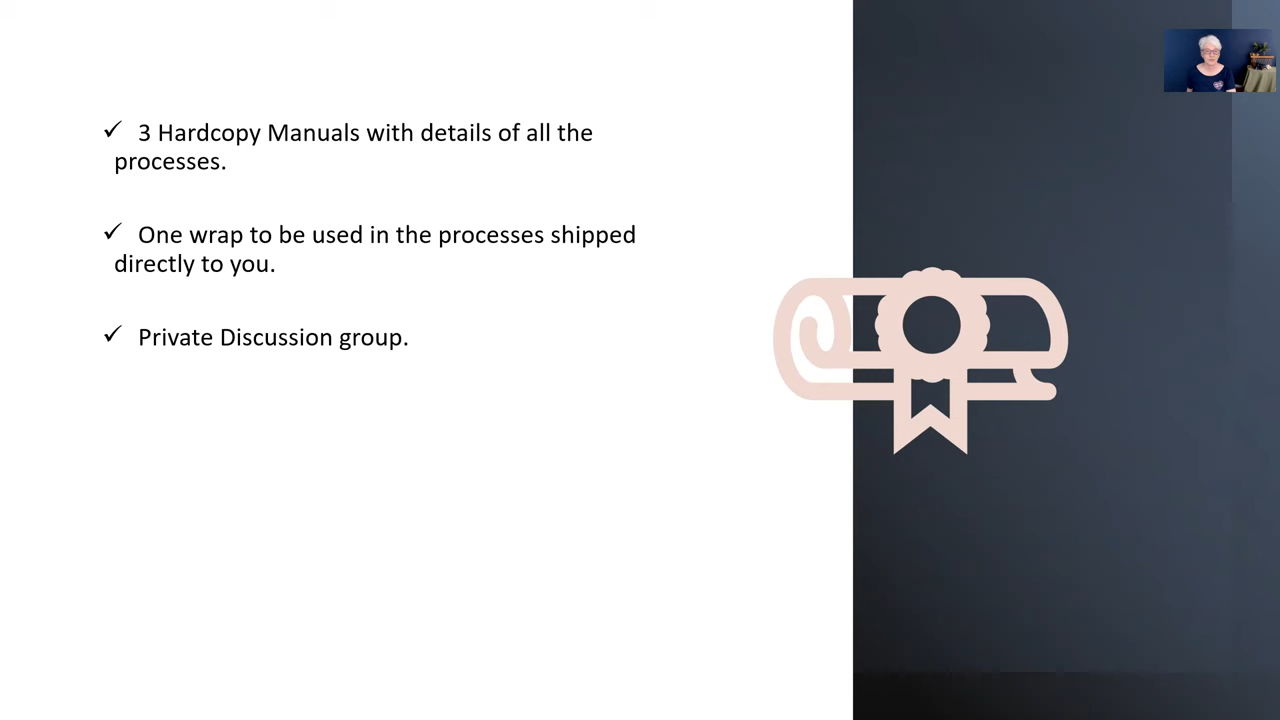 ✓ 3 Hardcopy Manuals with details of all the
processes.
✓ One wrap to be used in the processes shipped
directly to you.
✓ Private Discussion group.